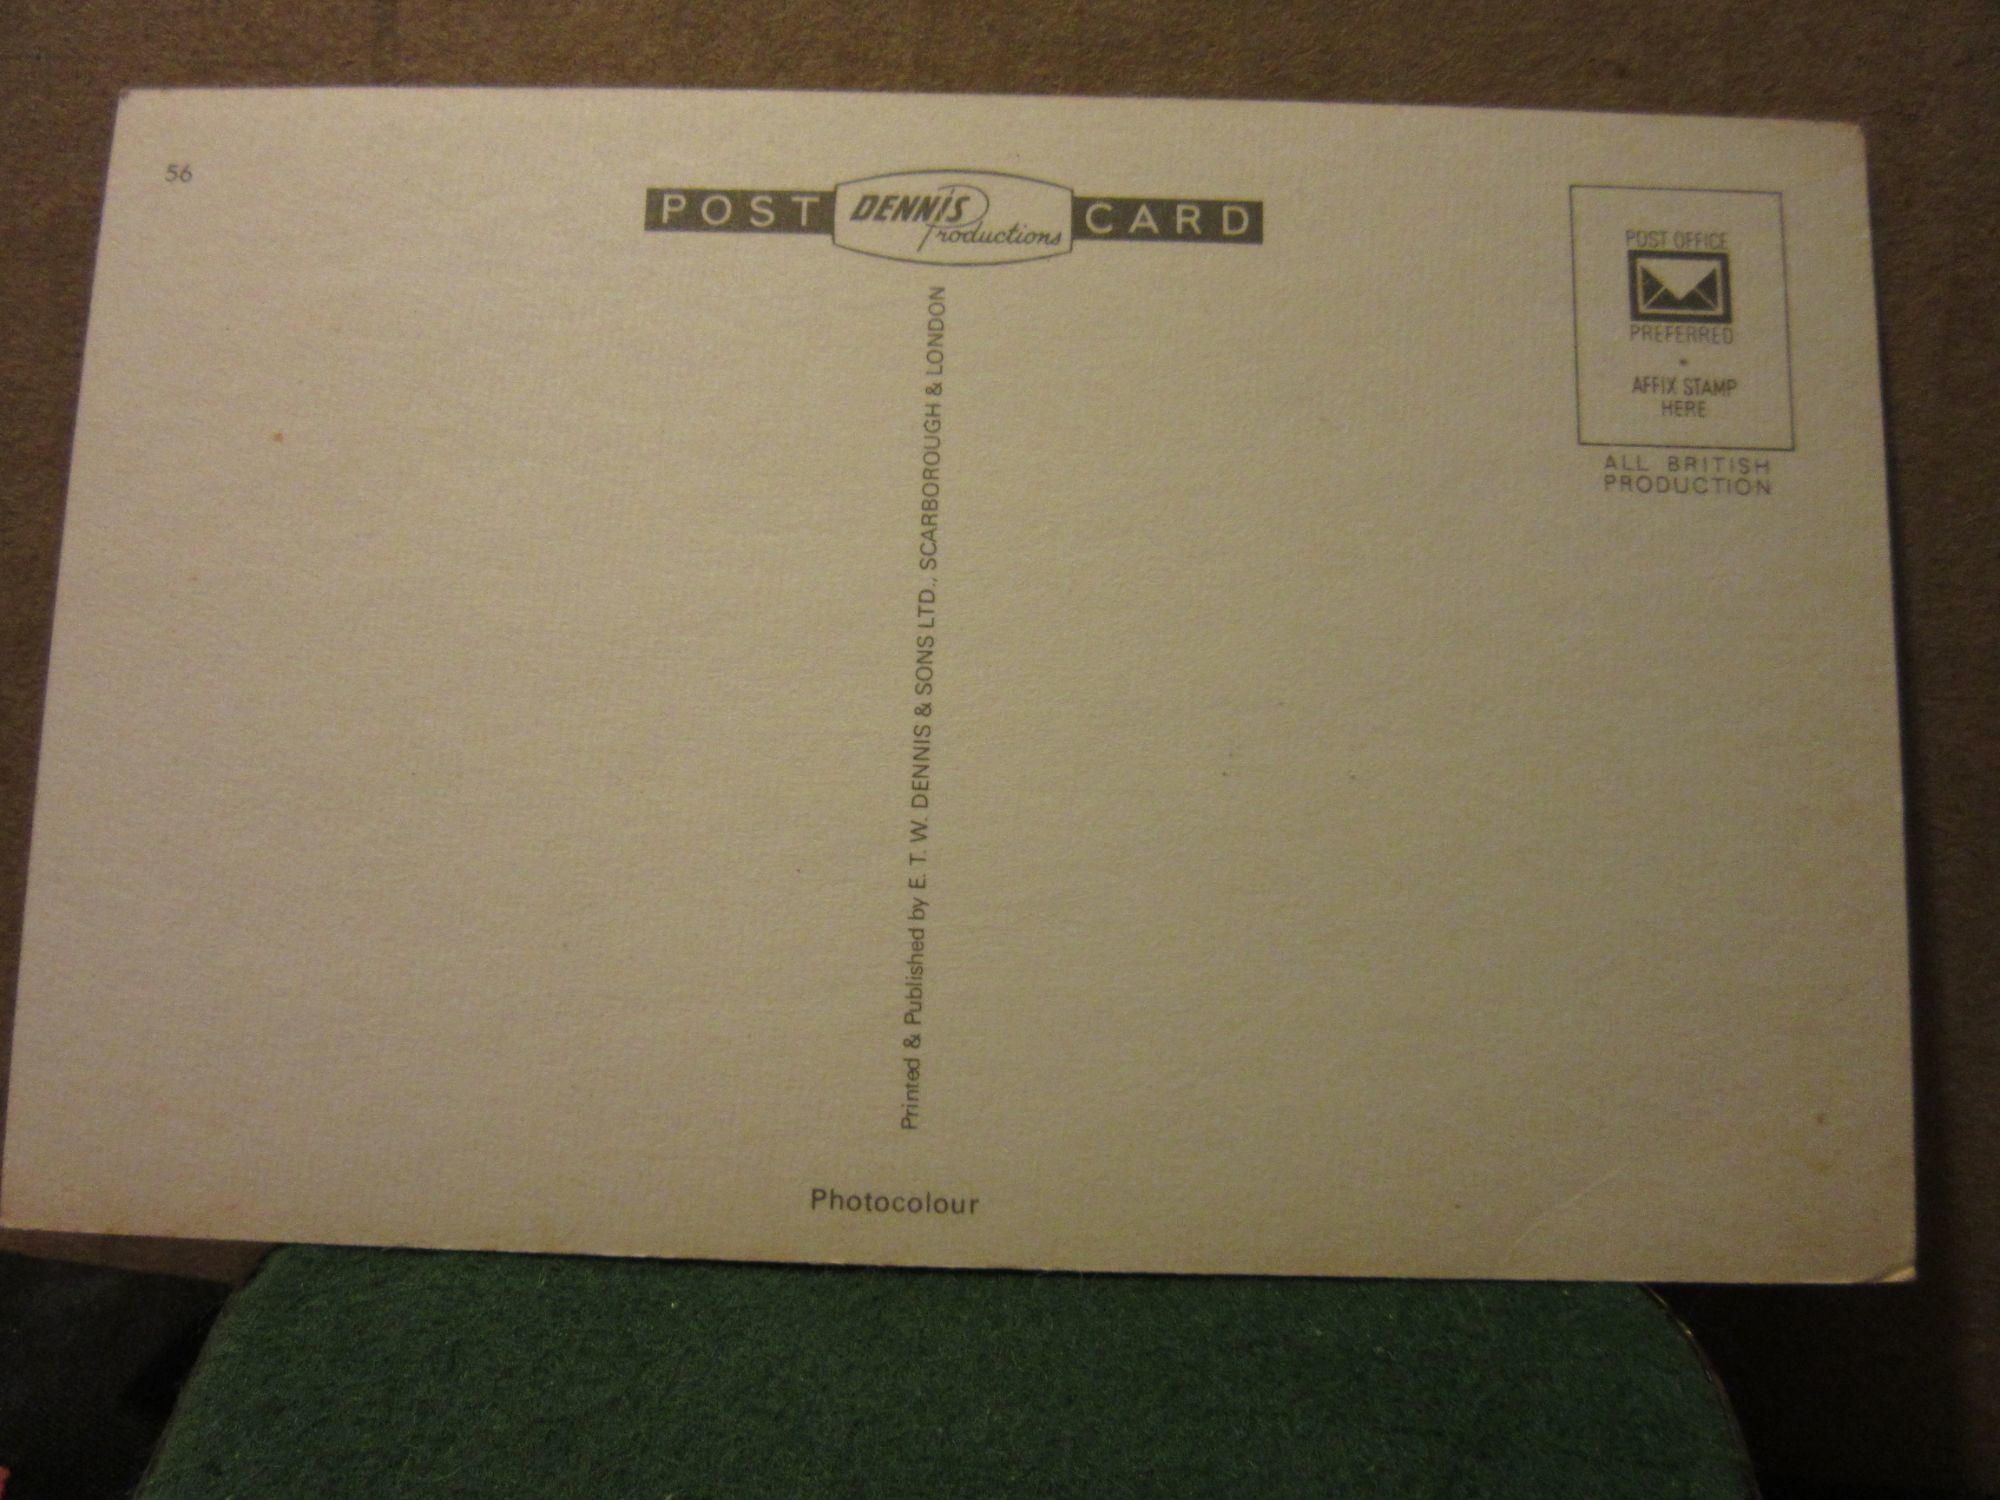 56
POST DENNIS Productions CARD
POST OFFICE
PREFERRED
AFFIX STAMP
HERE
ALL BRITISH
PRODUCTION
Printed & Published by E. T. W. DENNIS & SONS LTD., SCARBOROUGH & LONDON
Photocolour